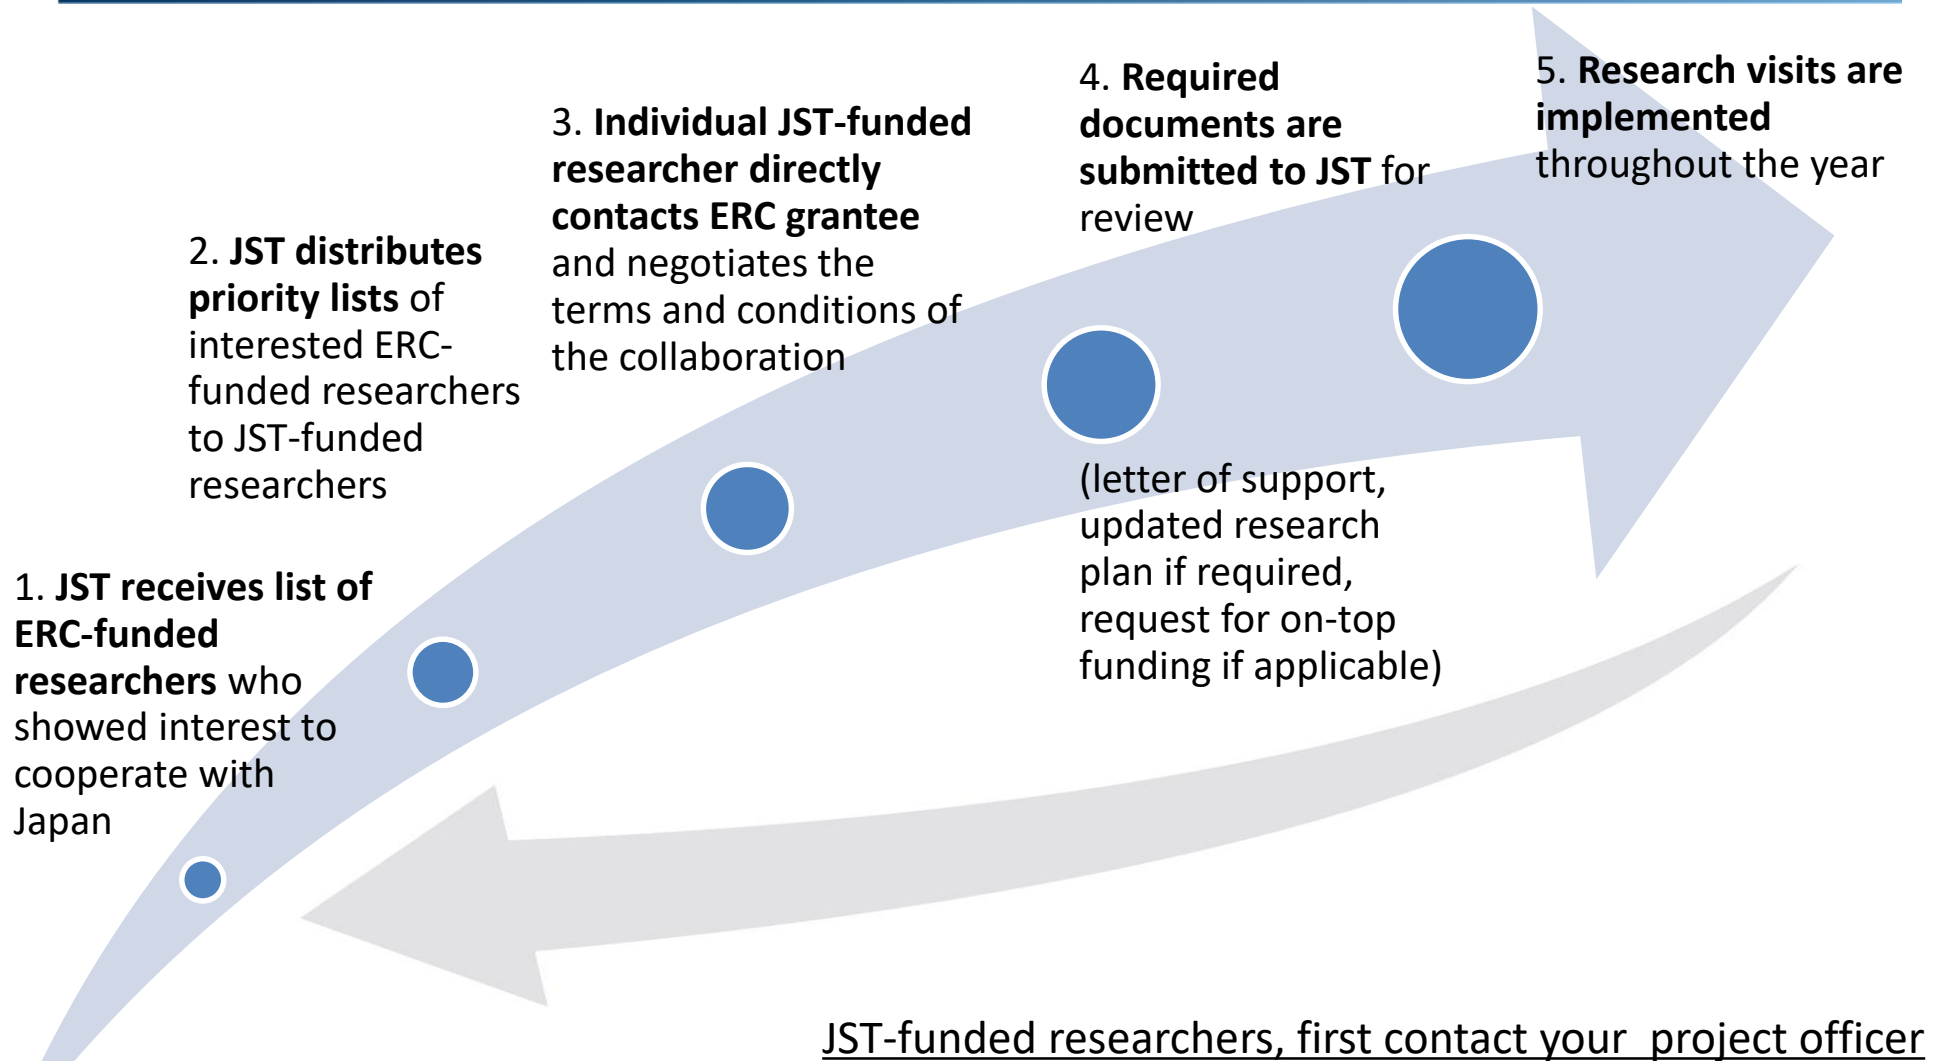 1. JST receives list of
ERC-funded
researchers who
showed interest to
cooperate with
Japan
2. JST distributes
priority lists of
interested ERC-
funded researchers
to JST-funded
researchers
3. Individual JST-funded
researcher directly
contacts ERC grantee
and negotiates the
terms and conditions of
the collaboration
4. Required
documents are
submitted to JST for
review
(letter of support,
updated research
plan if required,
request for on-top
funding if applicable)
5. Research visits are
implemented
throughout the year
JST-funded researchers, first contact your project officer